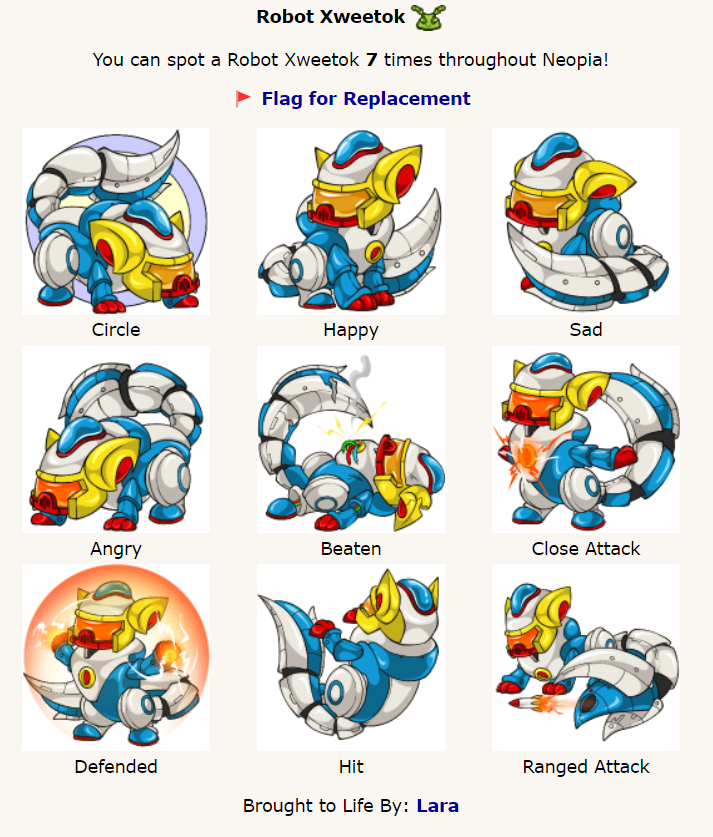 Robot Xweetok
You can spot a Robot Xweetok 7 times throughout Neopia!
Flag for Replacement
Circle
Happy
Sad
Angry
Beaten
Close Attack
Defended
Hit
Ranged Attack
Brought to Life By: Lara